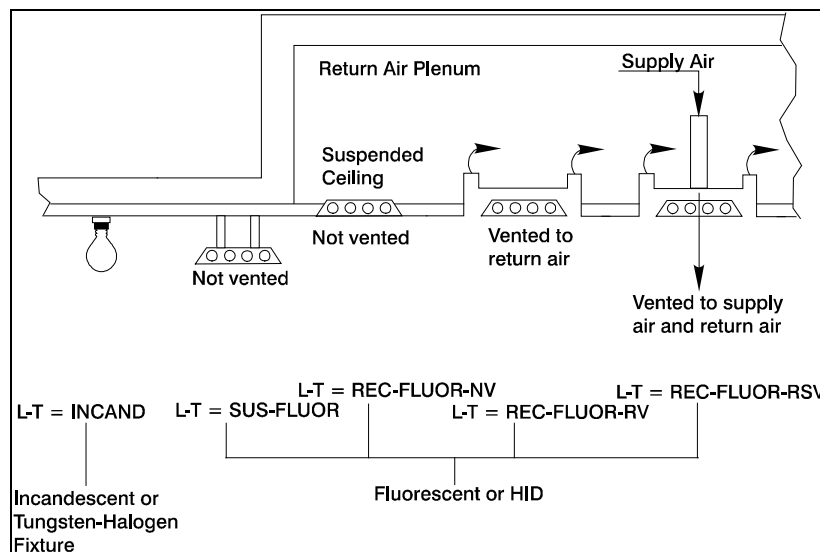 Return Air Plenum
Supply Air
Suspended
Ceiling
Not vented
Not vented
Vented to
return air
Vented to supply
air and return air
L-T = INCAND
L-T = SUS-FLUOR
L-T = REC-FLUOR-NV
L-T = REC-FLUOR-RV
L-T = REC-FLUOR-RSV
Incandescent or
Tungsten-Halogen
Fixture
Fluorescent or HID